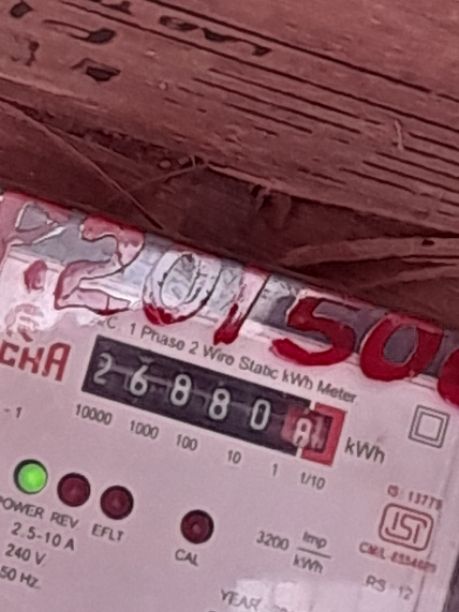 201/500
AC 1 Phase 2 Wire Static kWh Meter
268808 kWh
10000 1000 100 10 1 1/10
- 1
POWER REV EFLT
2.5-10 A
240 V
50 HZ
CAL
3200 Imp
kWh
IS: 13779
ISI
RS - 12
YEAR